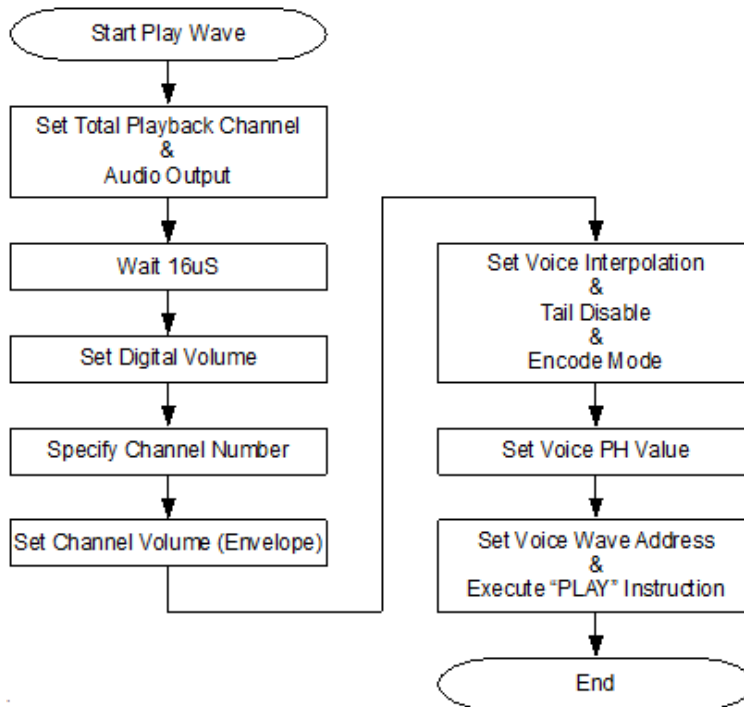 Start Play Wave
Set Total Playback Channel
&
Audio Output
Wait 16uS
Set Digital Volume
Specify Channel Number
Set Channel Volume (Envelope)
Set Voice Interpolation
&
Tail Disable
&
Encode Mode
Set Voice PH Value
Set Voice Wave Address
&
Execute “PLAY” Instruction
End